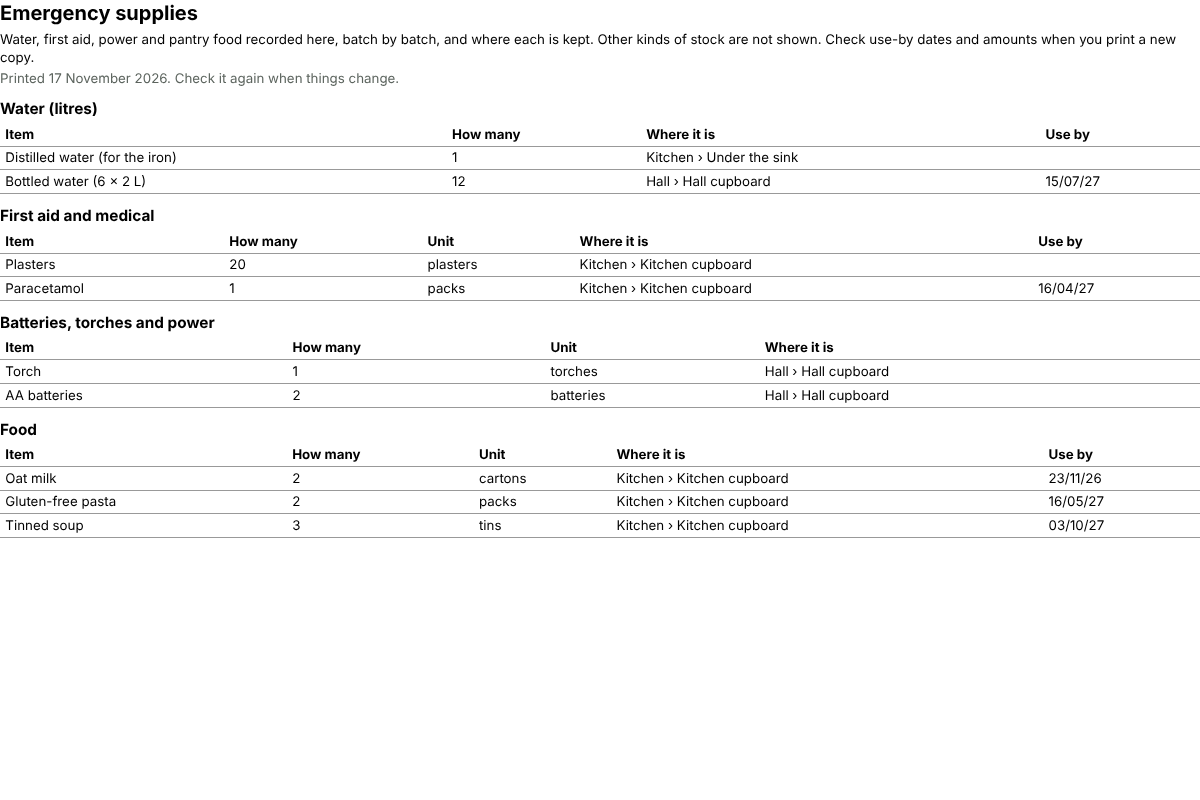 Emergency supplies
Water, first aid, power and pantry food recorded here, batch by batch, and where each is kept. Other kinds of stock are not shown. Check use-by dates and amounts when you print a new
copy.
Printed 17 November 2026. Check it again when things change.
Water (litres)
Item How many Where it is Use by
Distilled water (for the iron) 1 Kitchen › Under the sink
Bottled water (6 × 2 L) 12 Hall › Hall cupboard 15/07/27
First aid and medical
Item How many Unit Where it is Use by
Plasters 20 plasters Kitchen › Kitchen cupboard
Paracetamol 1 packs Kitchen › Kitchen cupboard 16/04/27
Batteries, torches and power
Item How many Unit Where it is
Torch 1 torches Hall › Hall cupboard
AA batteries 2 batteries Hall › Hall cupboard
Food
Item How many Unit Where it is Use by
Oat milk 2 cartons Kitchen › Kitchen cupboard 23/11/26
Gluten-free pasta 2 packs Kitchen › Kitchen cupboard 16/05/27
Tinned soup 3 tins Kitchen › Kitchen cupboard 03/10/27